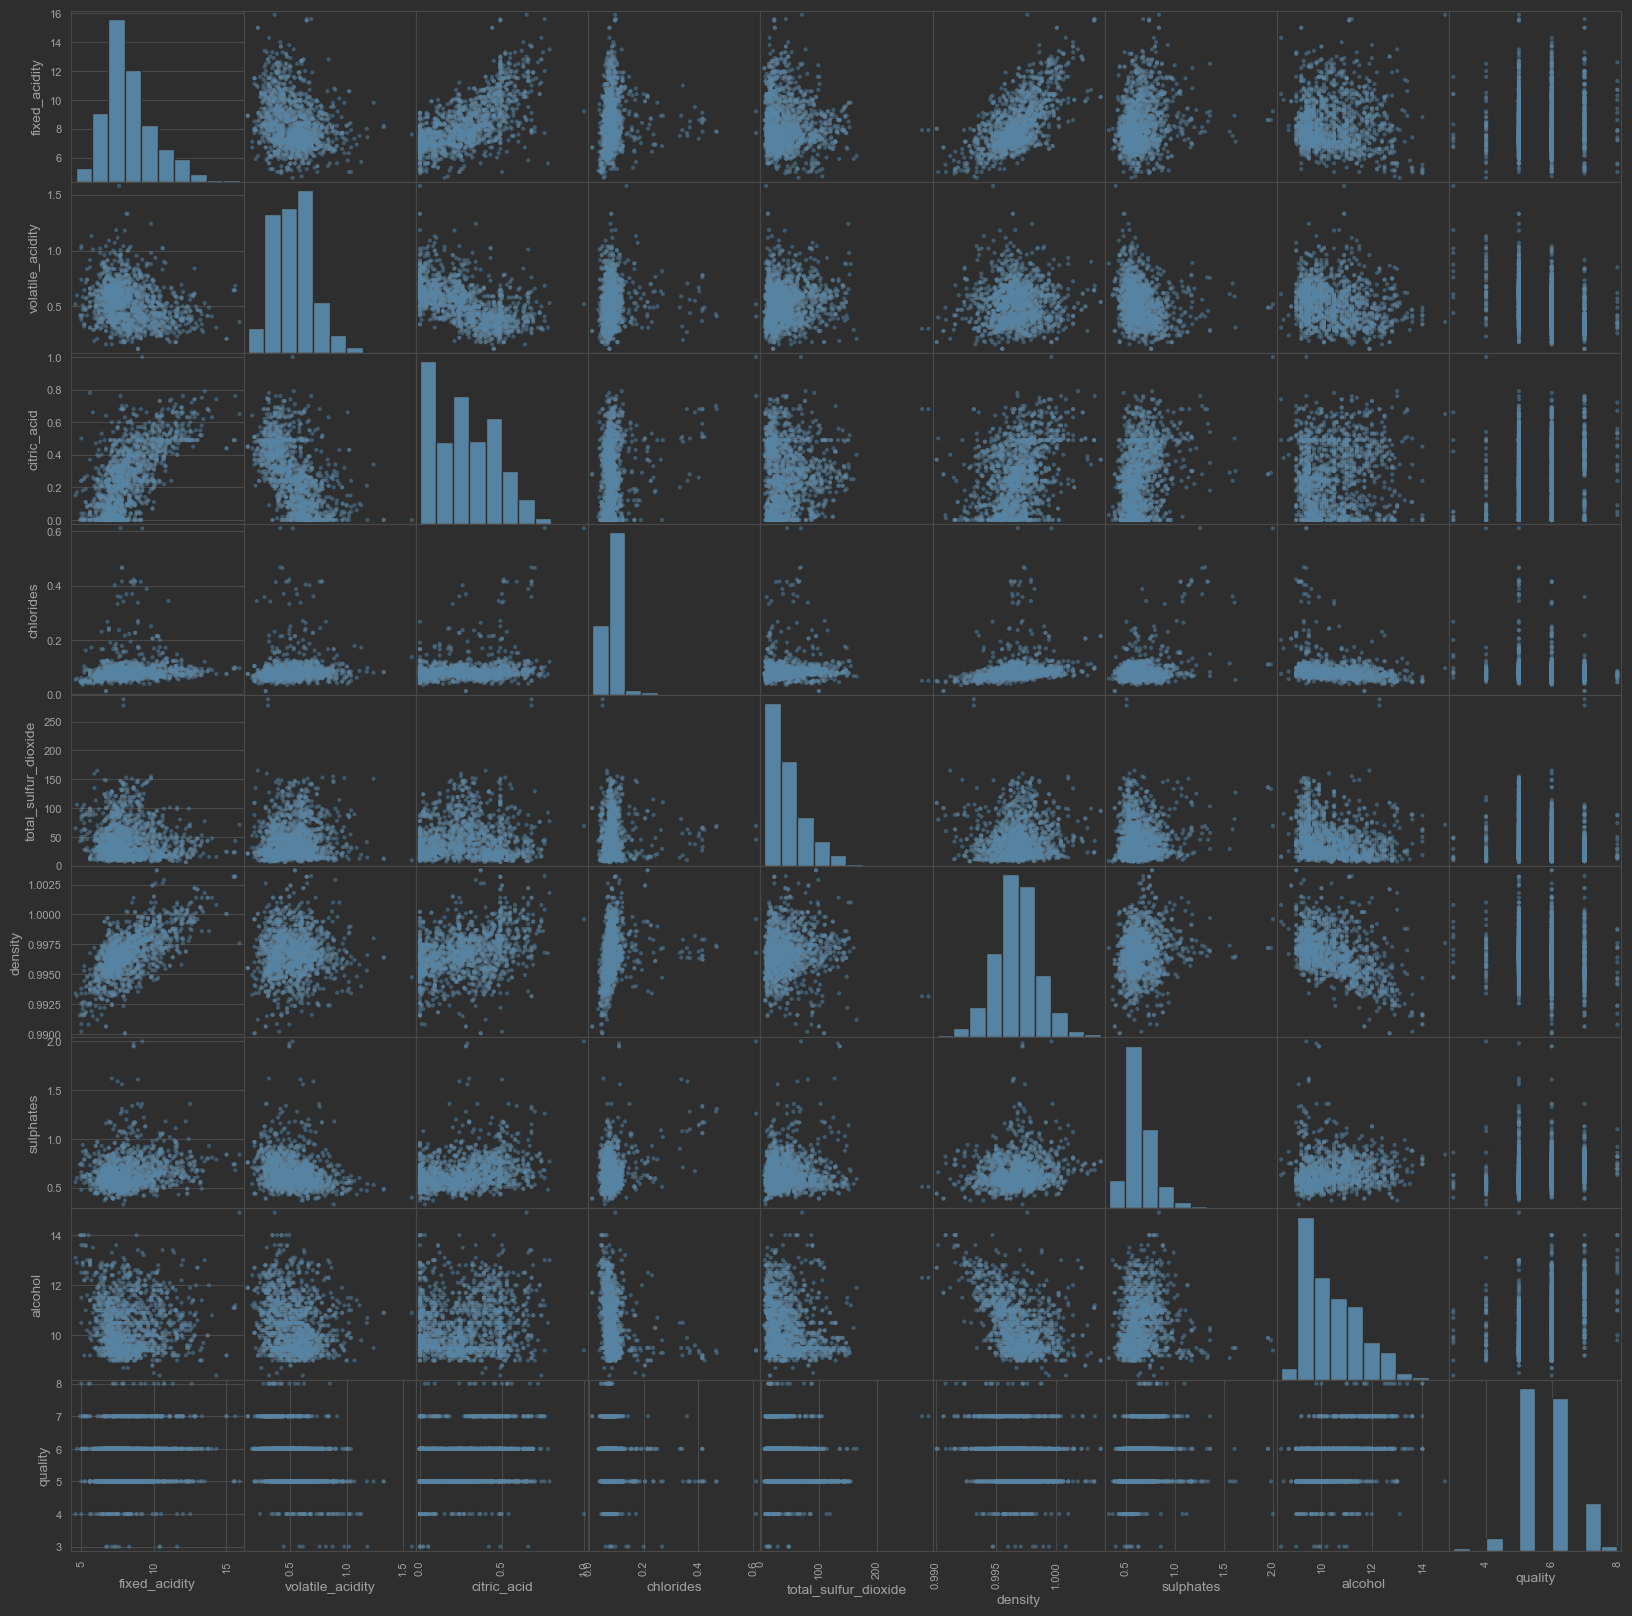 fixed_acidity
16
14
12
10
8
6
volatile_acidity
1.5
1.0
0.5
citric_acid
1.0
0.8
0.6
0.4
0.2
0.0
chlorides
0.6
0.4
0.2
0.0
total_sulfur_dioxide
250
200
150
100
50
0
density
1.0025
1.0000
0.9975
0.9950
0.9925
0.9900
sulphates
2.0
1.5
1.0
0.5
alcohol
14
12
10
quality
8
7
6
5
4
3
5 10 15
0.5 1.0 1.5
0.0 0.5 1.0
0.0 0.2 0.4 0.6
0 100 200
0.990 0.995 1.000
0.5 1.0 1.5 2.0
10 12 14
4 6 8
fixed_acidity volatile_acidity citric_acid chlorides total_sulfur_dioxide density sulphates alcohol quality